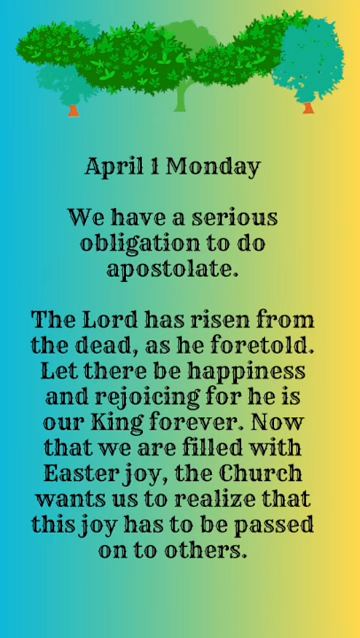 April 1 Monday
We have a serious
obligation to do
apostolate.
The Lord has risen from
the dead, as he foretold.
Let there be happiness
and rejoicing for he is
our King forever. Now
that we are filled with
Easter joy, the Church
wants us to realize that
this joy has to be passed
on to others.